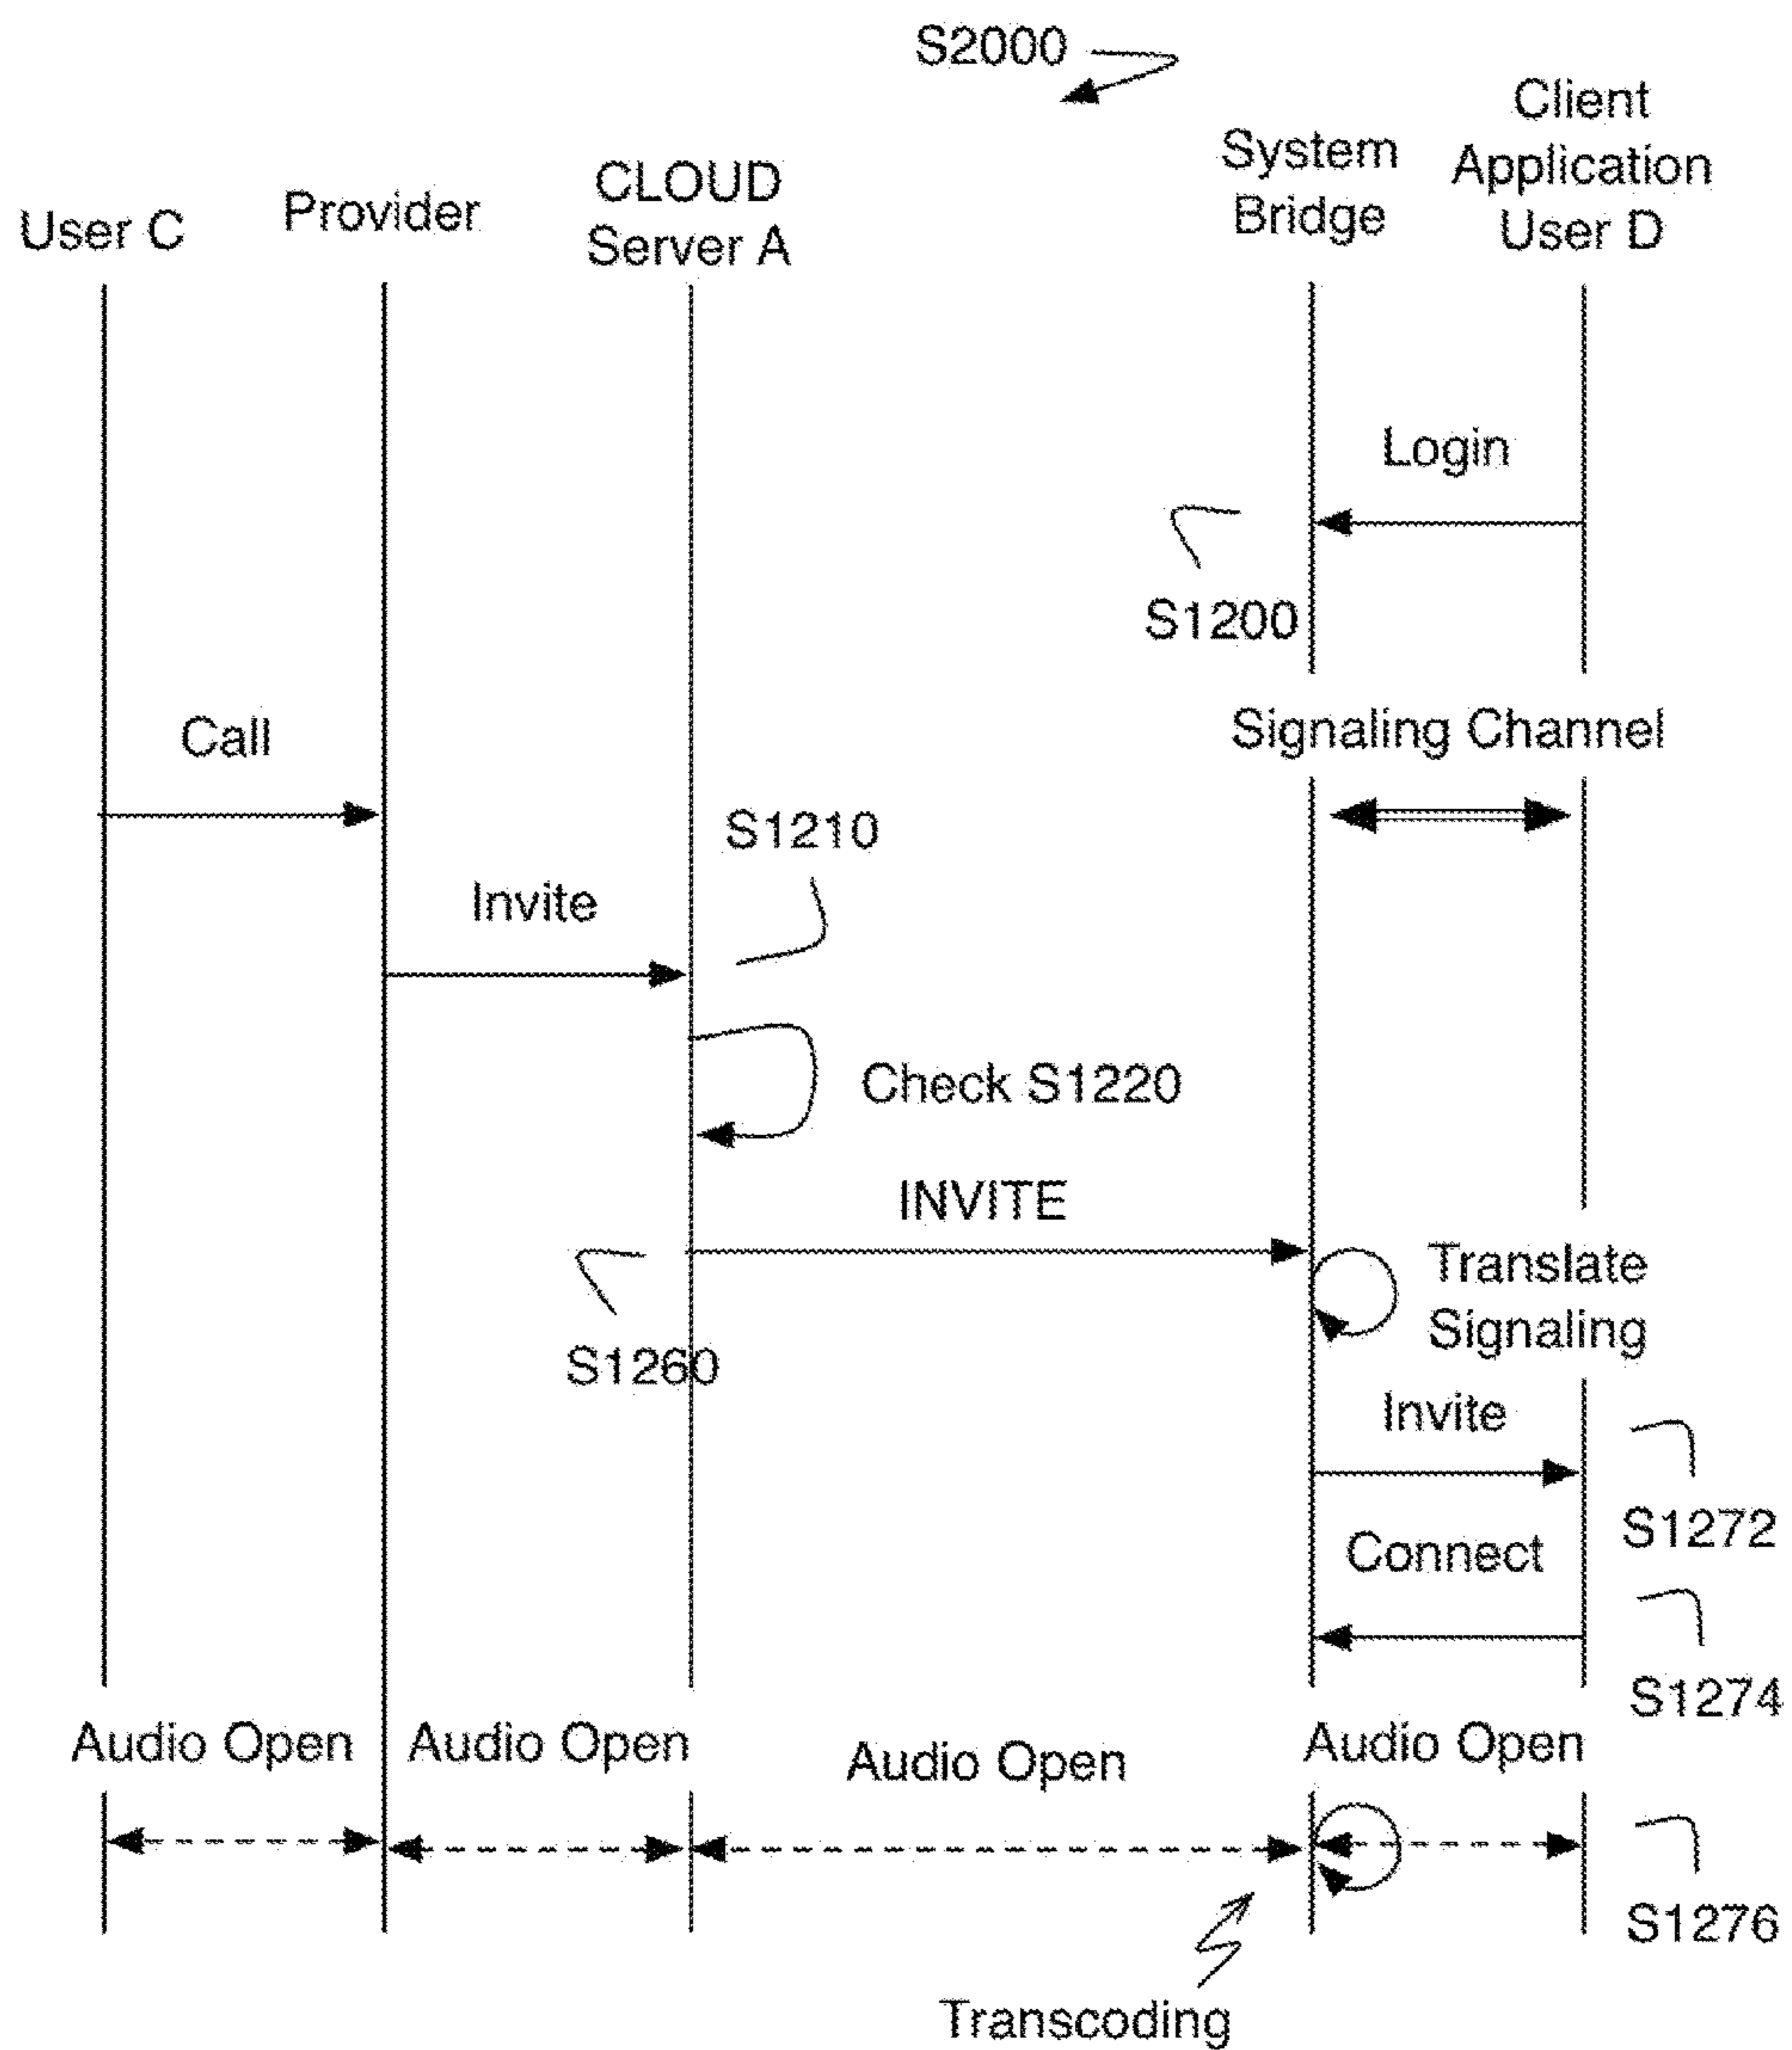 S2000
User C
Provider
CLOUD
Server A
System
Bridge
Client
Application
User D
Login
S1200
Signaling Channel
Call
S1210
Invite
Check S1220
INVITE
S1260
Translate
Signaling
Invite
S1272
Connect
S1274
Audio Open
Audio Open
Audio Open
Audio Open
S1276
Transcoding